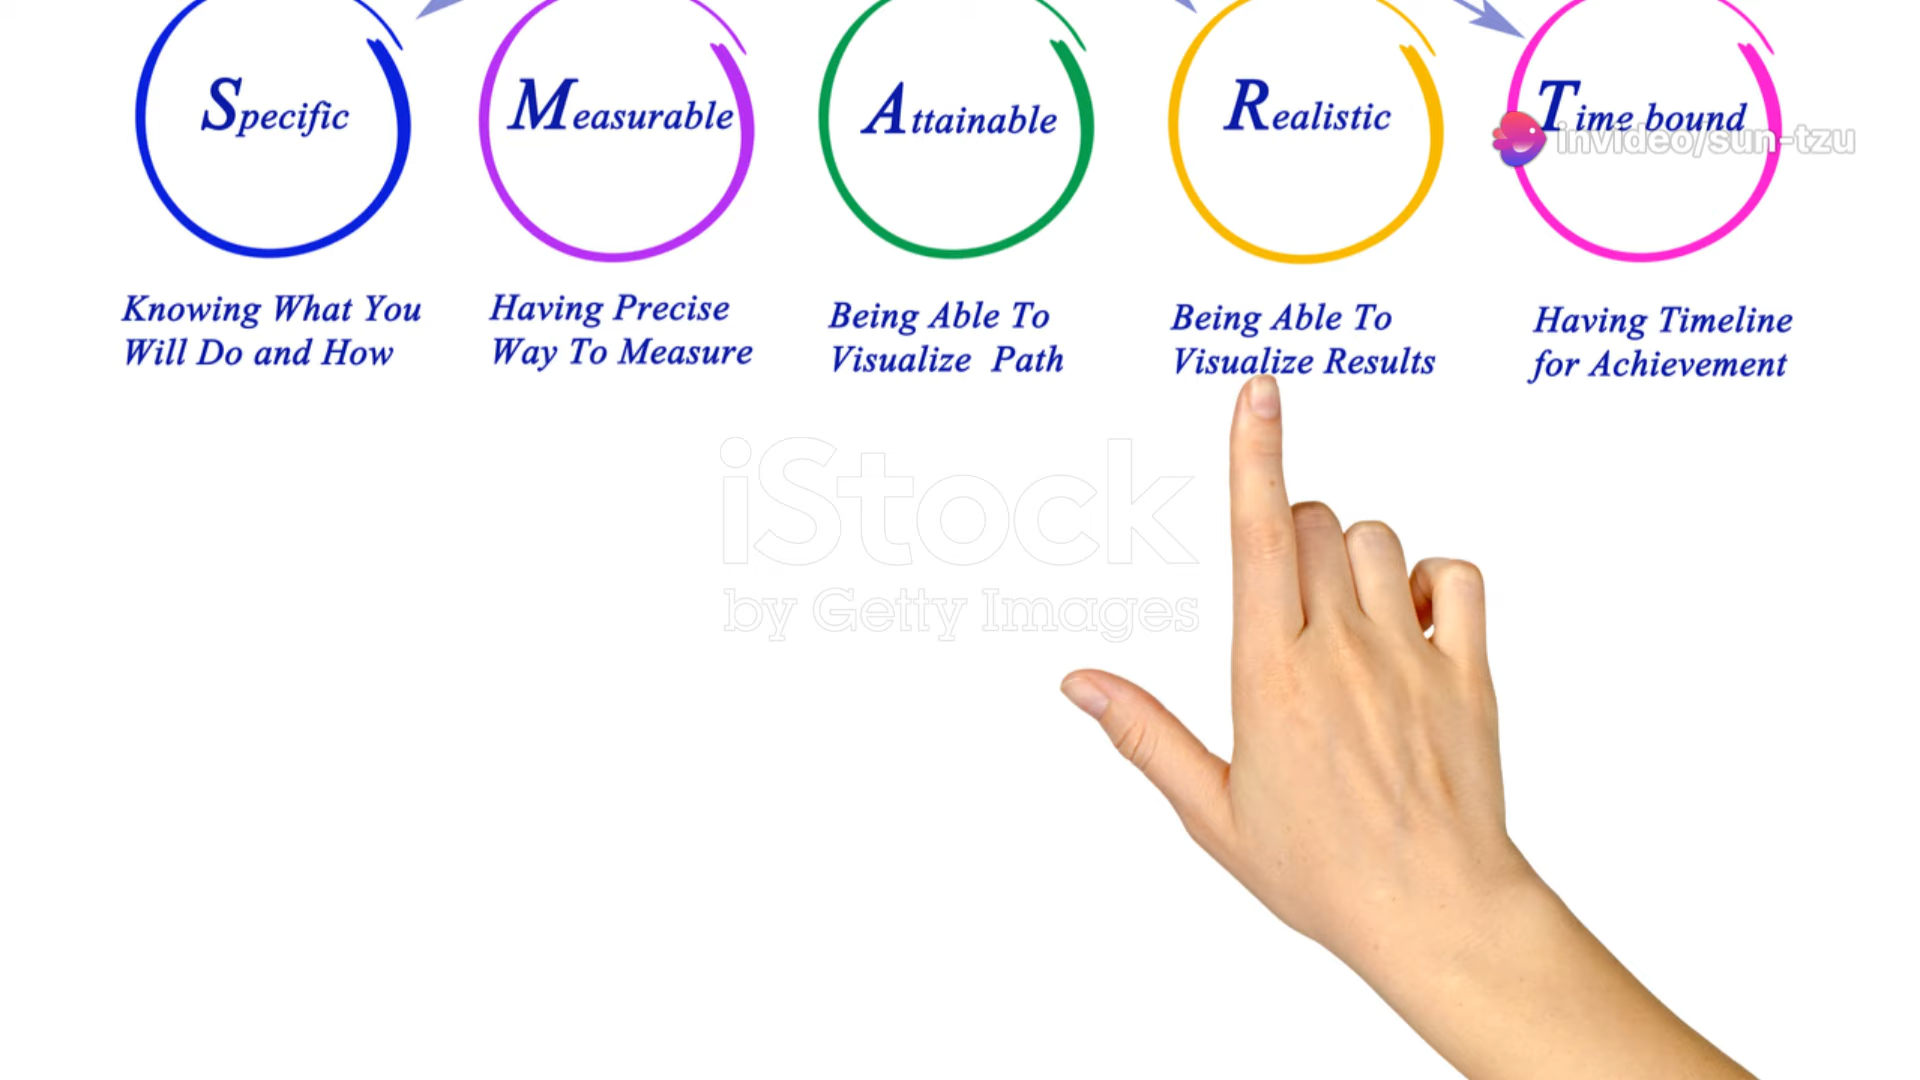 Specific
Measurable
Attainable
Realistic
Time bound
invideo/sun-tzu
Knowing What You
Will Do and How
Having Precise
Way To Measure
Being Able To
Visualize Path
Being Able To
Visualize Results
Having Timeline
for Achievement
iStock
by Getty Images